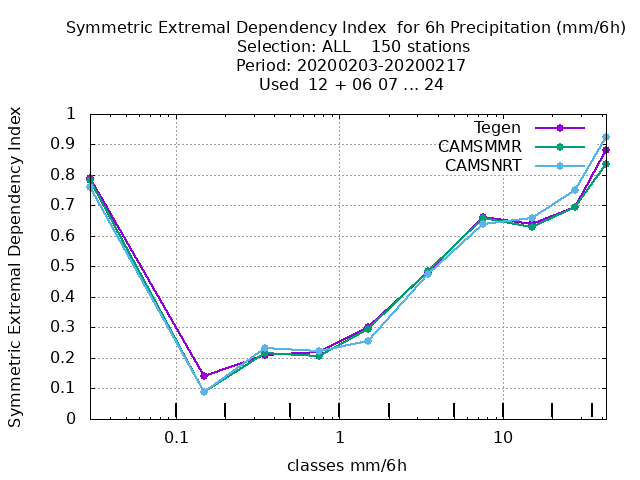 Symmetric Extremal Dependency Index  for 6h Precipitation (mm/6h)
Selection: ALL    150 stations
Period: 20200203-20200217
Used  12 + 06 07 ... 24
Symmetric Extremal Dependency Index
1
0.9
0.8
0.7
0.6
0.5
0.4
0.3
0.2
0.1
0
Tegen
CAMSMMR
CAMSNRT
0.1
1
10
classes mm/6h